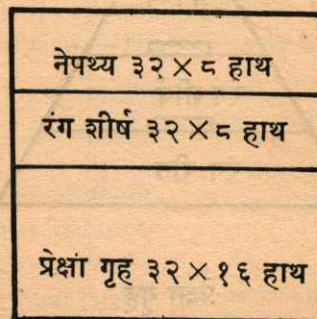 नेपथ्य ३२×८ हाथ
रंग शीर्ष ३२×८ हाथ
प्रेक्षां गृह ३२×१६ हाथ